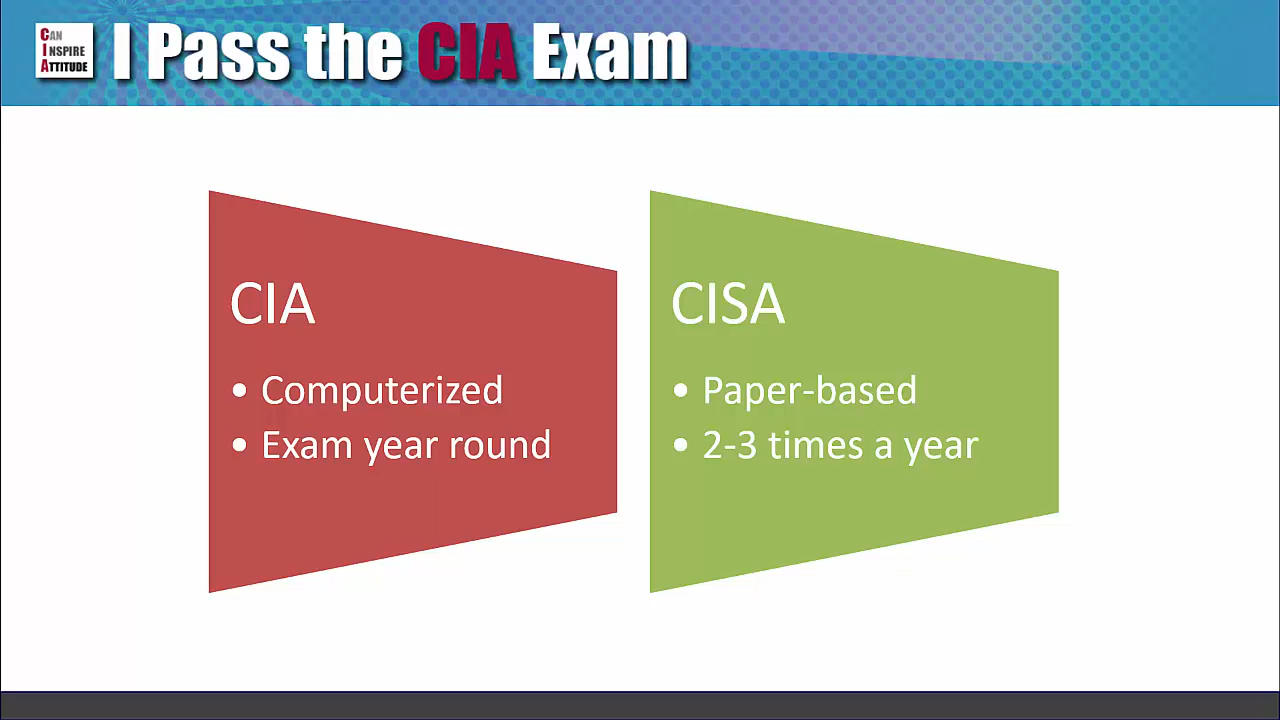 CAN
INSPIRE
ATTITUDE
I Pass the CIA Exam
CIA
• Computerized
• Exam year round
CISA
• Paper-based
• 2-3 times a year